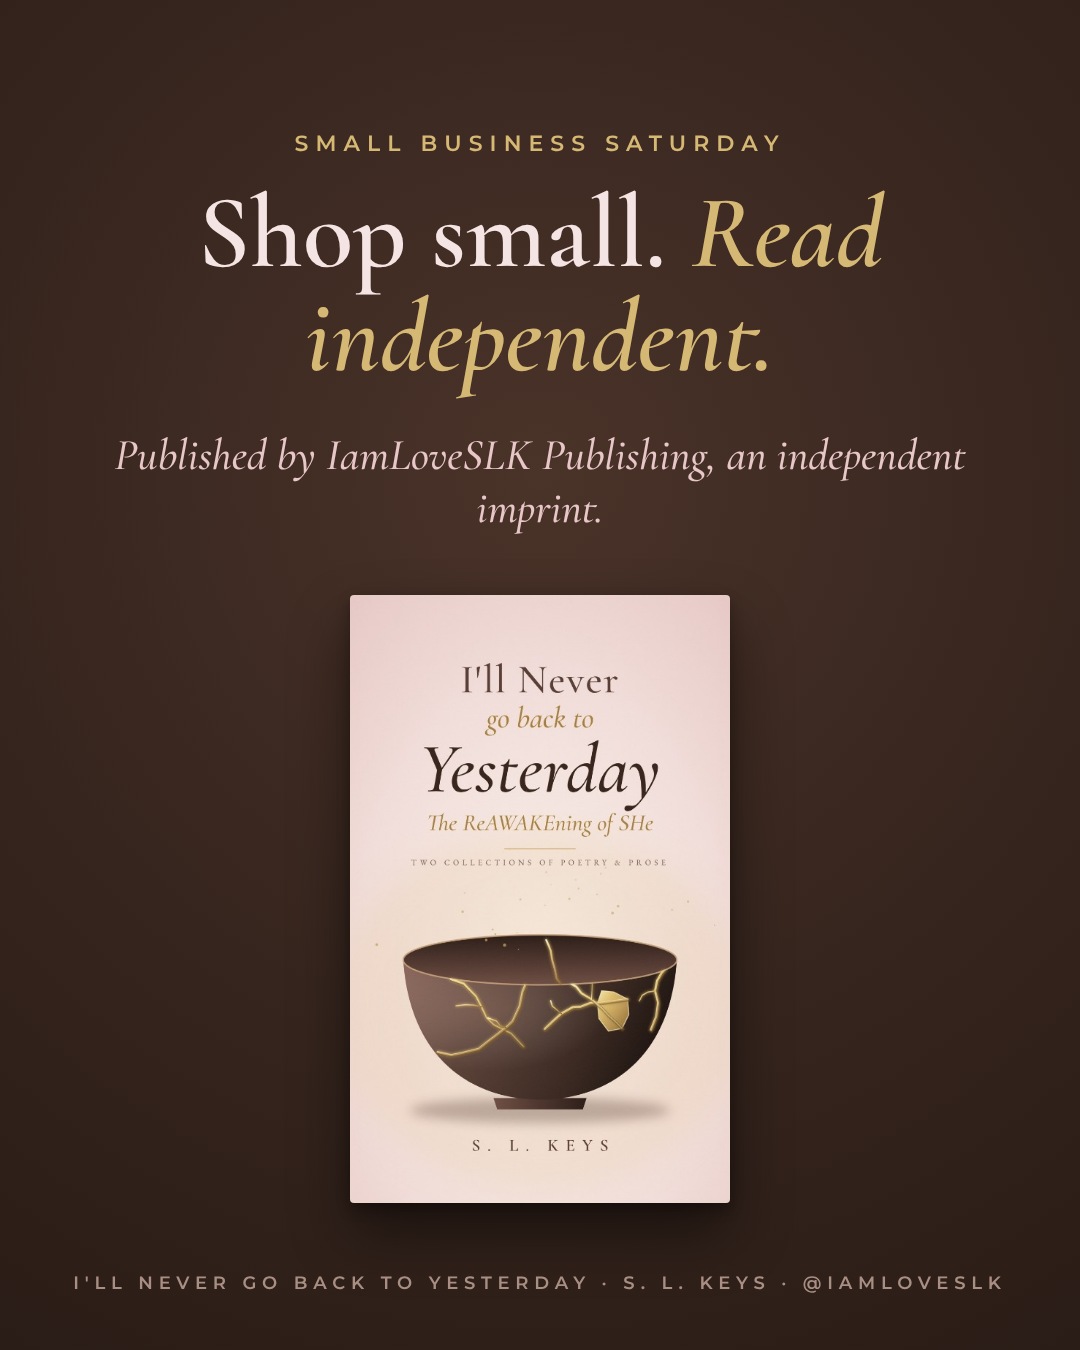 SMALL BUSINESS SATURDAY
Shop small. Read
independent.
Published by IamLoveSLK Publishing, an independent
imprint.
I'll Never
go back to
Yesterday
The ReAWAKEning of SHe
TWO COLLECTIONS OF POETRY & PROSE
S. L. KEYS
I'LL NEVER GO BACK TO YESTERDAY · S. L. KEYS · @IAMLOVESLK